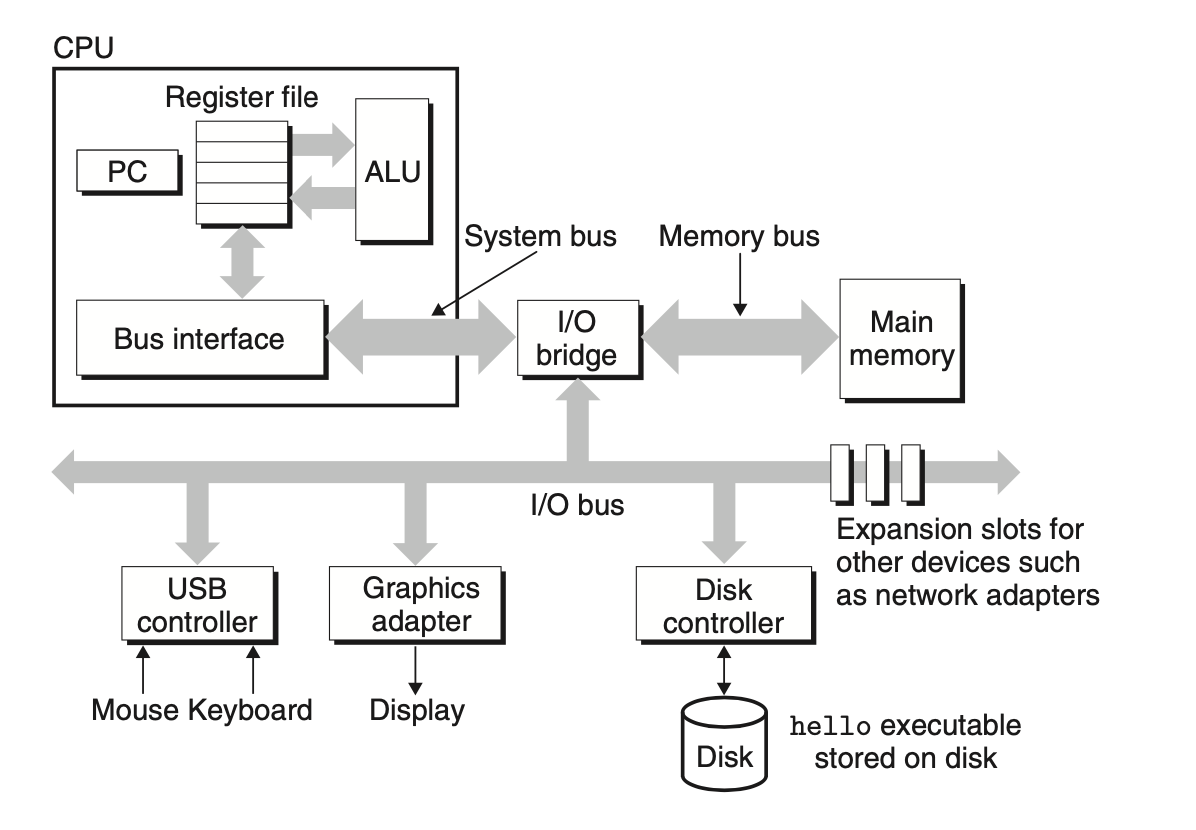 CPU
Register file
PC
ALU
System bus
Memory bus
Bus interface
I/O
bridge
Main
memory
I/O bus
Expansion slots for
other devices such
as network adapters
USB
controller
Graphics
adapter
Disk
controller
Mouse Keyboard
Display
Disk
hello executable
stored on disk